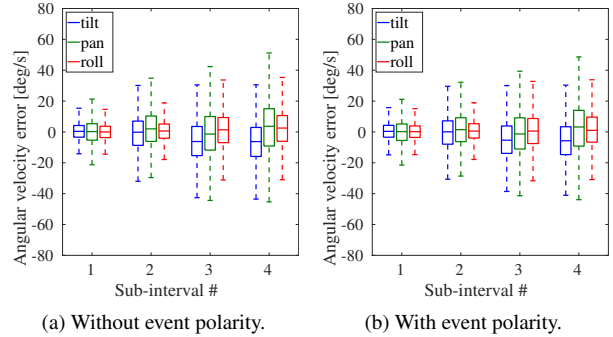 Angular velocity error [deg/s]
80
60
40
20
0
-20
-40
-60
-80
tilt
pan
roll
1 2 3 4
Sub-interval #
(a) Without event polarity.
Angular velocity error [deg/s]
80
60
40
20
0
-20
-40
-60
-80
tilt
pan
roll
1 2 3 4
Sub-interval #
(b) With event polarity.